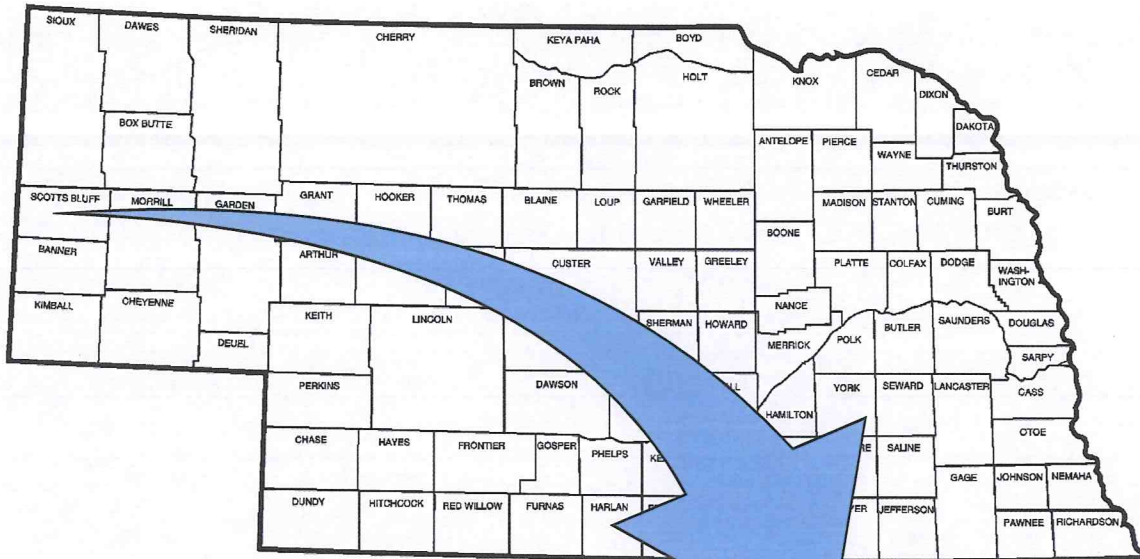 SIOUX
DAWES
SHERIDAN
CHERRY
KEYA PAHA
BOYD
BROWN
ROCK
HOLT
KNOX
CEDAR
DIXON
DAKOTA
BOX BUTTE
ANTELOPE
PIERCE
WAYNE
THURSTON
SCOTTS BLUFF
MORRILL
GARDEN
GRANT
HOOKER
THOMAS
BLAINE
LOUP
GARFIELD
WHEELER
MADISON
STANTON
CUMING
BURT
BOONE
BANNER
ARTHUR
CUSTER
VALLEY
GREELEY
PLATTE
COLFAX
DODGE
WASH-
INGTON
KIMBALL
CHEYENNE
KEITH
LINCOLN
NANCE
SHERMAN
HOWARD
MERRICK
POLK
BUTLER
SAUNDERS
DOUGLAS
SARPY
DEUEL
PERKINS
DAWSON
LL
HAMILTON
YORK
SEWARD
LANCASTER
CASS
OTOE
CHASE
HAYES
FRONTIER
GOSPER
PHELPS
KE
RE
SALINE
GAGE
JOHNSON
NEMAHA
DUNDY
HITCHCOCK
RED WILLOW
FURNAS
HARLAN
YER
JEFFERSON
PAWNEE
RICHARDSON